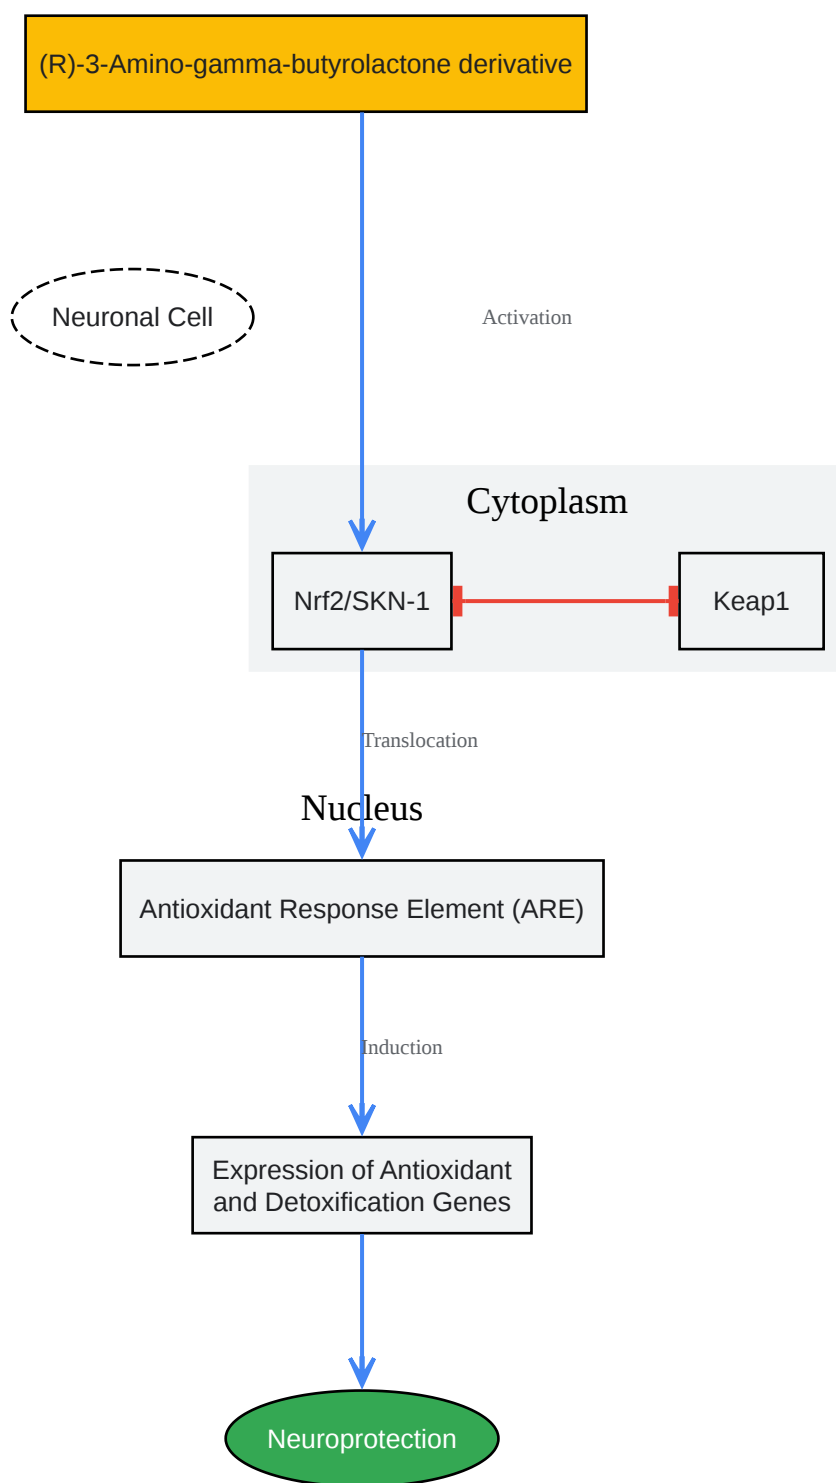 (R)-3-Amino-gamma-butyrolactone derivative
Neuronal Cell
Activation
Cytoplasm
Nrf2/SKN-1
Keap1
Translocation
Nucleus
Antioxidant Response Element (ARE)
Induction
Expression of Antioxidant
and Detoxification Genes
Neuroprotection